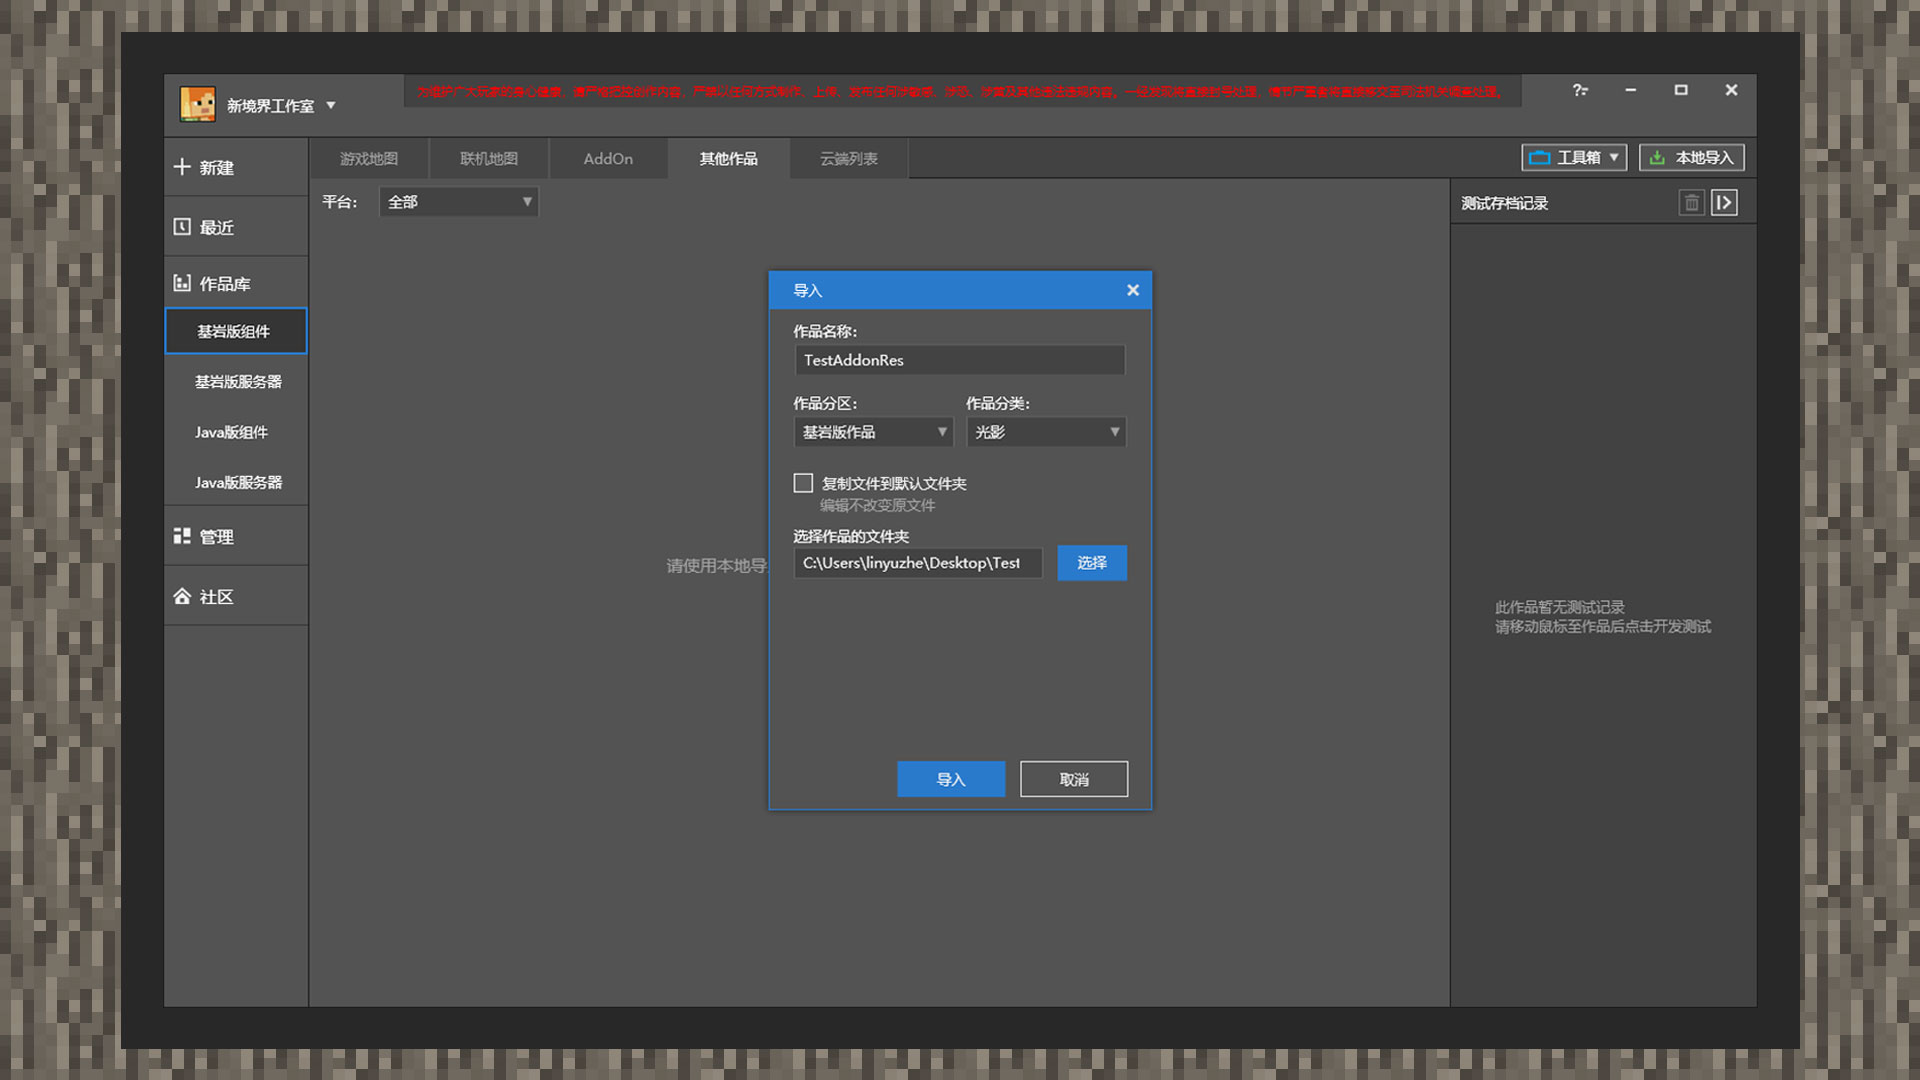 新境界工作室
为维护广大玩家的身心健康，请严格把控创作内容，严禁以任何方式制作、上传、发布任何涉敏感、涉恐、涉黄及其他违法违规内容。一经发现将直接封号处理，情节严重者将直接移交至司法机关调查处理。
新建
最近
作品库
基岩版组件
基岩版服务器
Java版组件
Java版服务器
管理
社区
游戏地图
联机地图
AddOn
其他作品
云端列表
工具箱
本地导入
平台:
全部
请使用本地导
导入
作品名称:
TestAddonRes
作品分区:
作品分类:
基岩版作品
光影
复制文件到默认文件夹
编辑不改变原文件
选择作品的文件夹
C:\Users\linyuzhe\Desktop\Test
选择
导入
取消
测试存档记录
此作品暂无测试记录
请移动鼠标至作品后点击开发测试